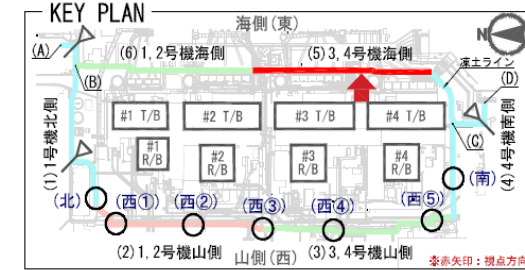 KEY PLAN
海側(東)
N
(A)
(6)1,2号機海側
(5)3,4号機海側
凍土ライン
(B)
(D)
#1 T/B
#2 T/B
#3 T/B
#4 T/B
(C)
#1
R/B
#2
R/B
#3
R/B
#4
R/B
(1)1号機北側
(4)4号機南側
(北)
(西①)
(西②)
(西③)
(西④)
(西⑤)
(南)
(2)1,2号機山側
(3)3,4号機山側
山側(西)
※赤矢印：視点方向